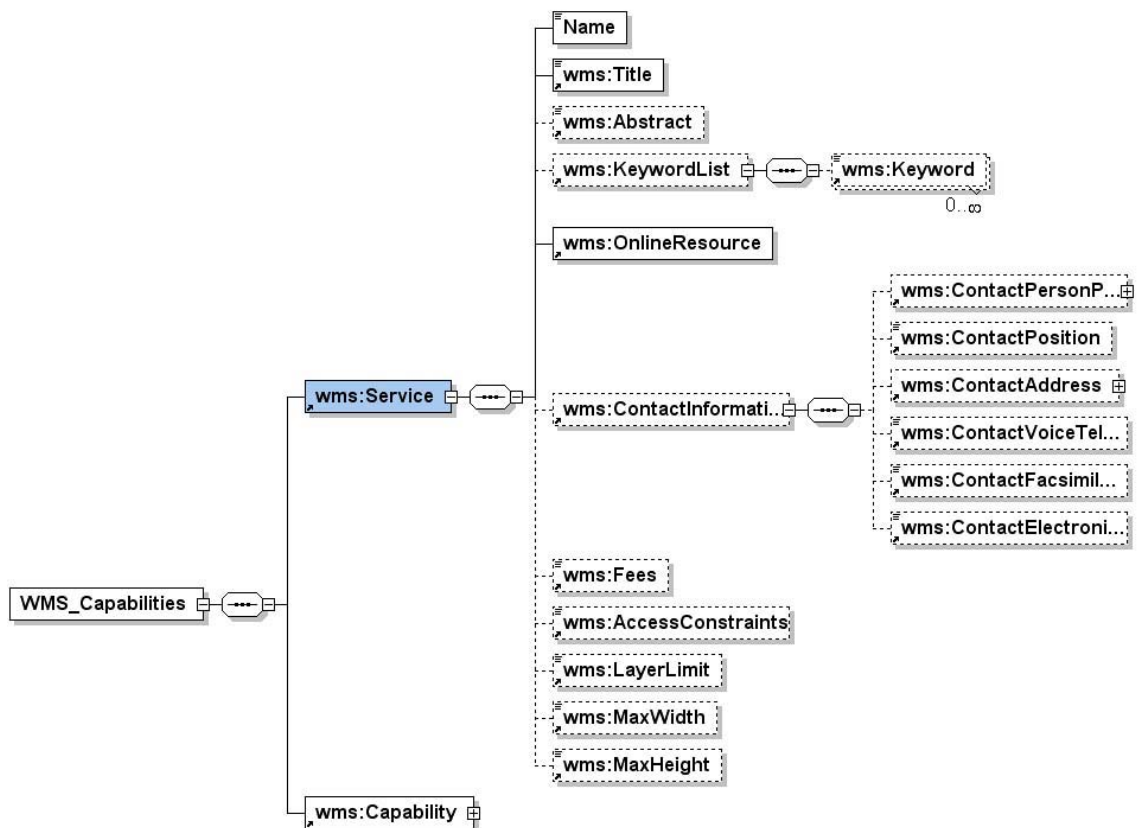 Name
wms:Title
wms:Abstract
wms:KeywordList
wms:Keyword
0..∞
wms:OnlineResource
wms:ContactPersonP...
wms:ContactPosition
wms:Service
wms:ContactAddress
wms:ContactInformati...
wms:ContactVoiceTel...
wms:ContactFacsimil...
wms:ContactElectroni...
wms:Fees
WMS_Capabilities
wms:AccessConstraints
wms:LayerLimit
wms:MaxWidth
wms:MaxHeight
wms:Capability